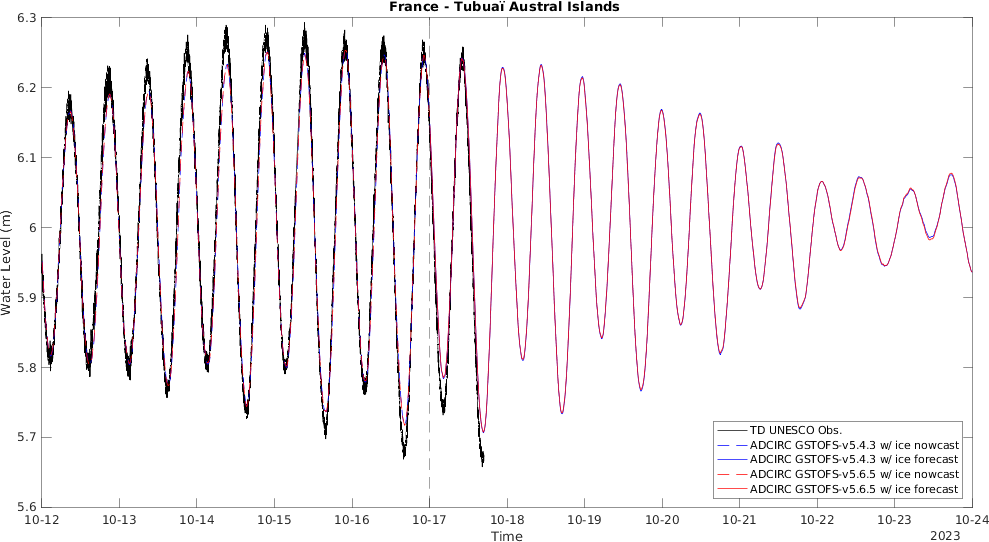 France - Tubuaï Austral Islands
6.3
6.2
6.1
6
5.9
5.8
5.7
5.6
Water Level (m)
TD UNESCO Obs.
ADCIRC GSTOFS-v5.4.3 w/ ice nowcast
ADCIRC GSTOFS-v5.4.3 w/ ice forecast
ADCIRC GSTOFS-v5.6.5 w/ ice nowcast
ADCIRC GSTOFS-v5.6.5 w/ ice forecast
10-12 10-13 10-14 10-15 10-16 10-17 10-18 10-19 10-20 10-21 10-22 10-23 10-24
Time
2023